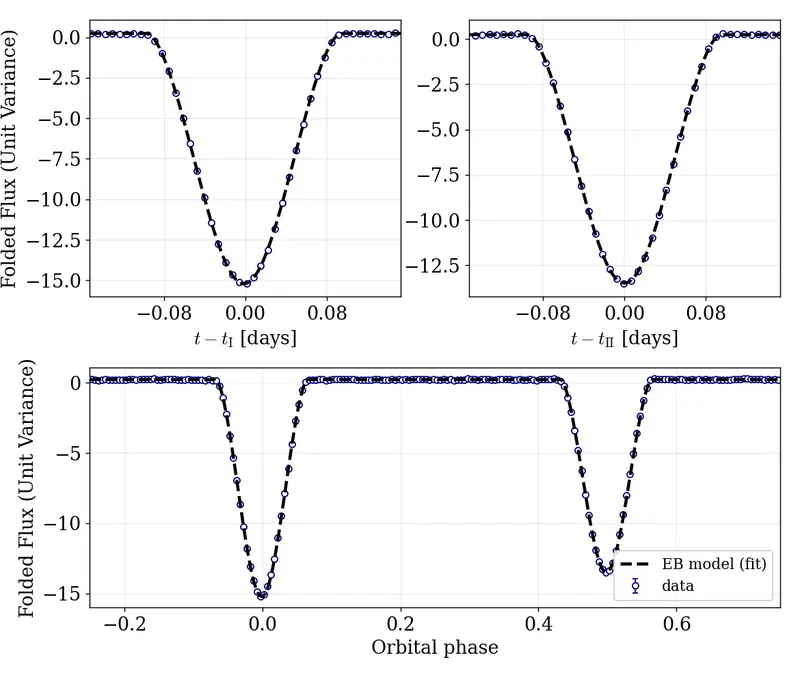 Folded Flux (Unit Variance)
0.0
−2.5
−5.0
−7.5
−10.0
−12.5
−15.0
−0.08 0.00 0.08
t − tI [days]
0.0
−2.5
−5.0
−7.5
−10.0
−12.5
−0.08 0.00 0.08
t − tII [days]
Folded Flux (Unit Variance)
0
−5
−10
−15
EB model (fit)
data
−0.2 0.0 0.2 0.4 0.6
Orbital phase